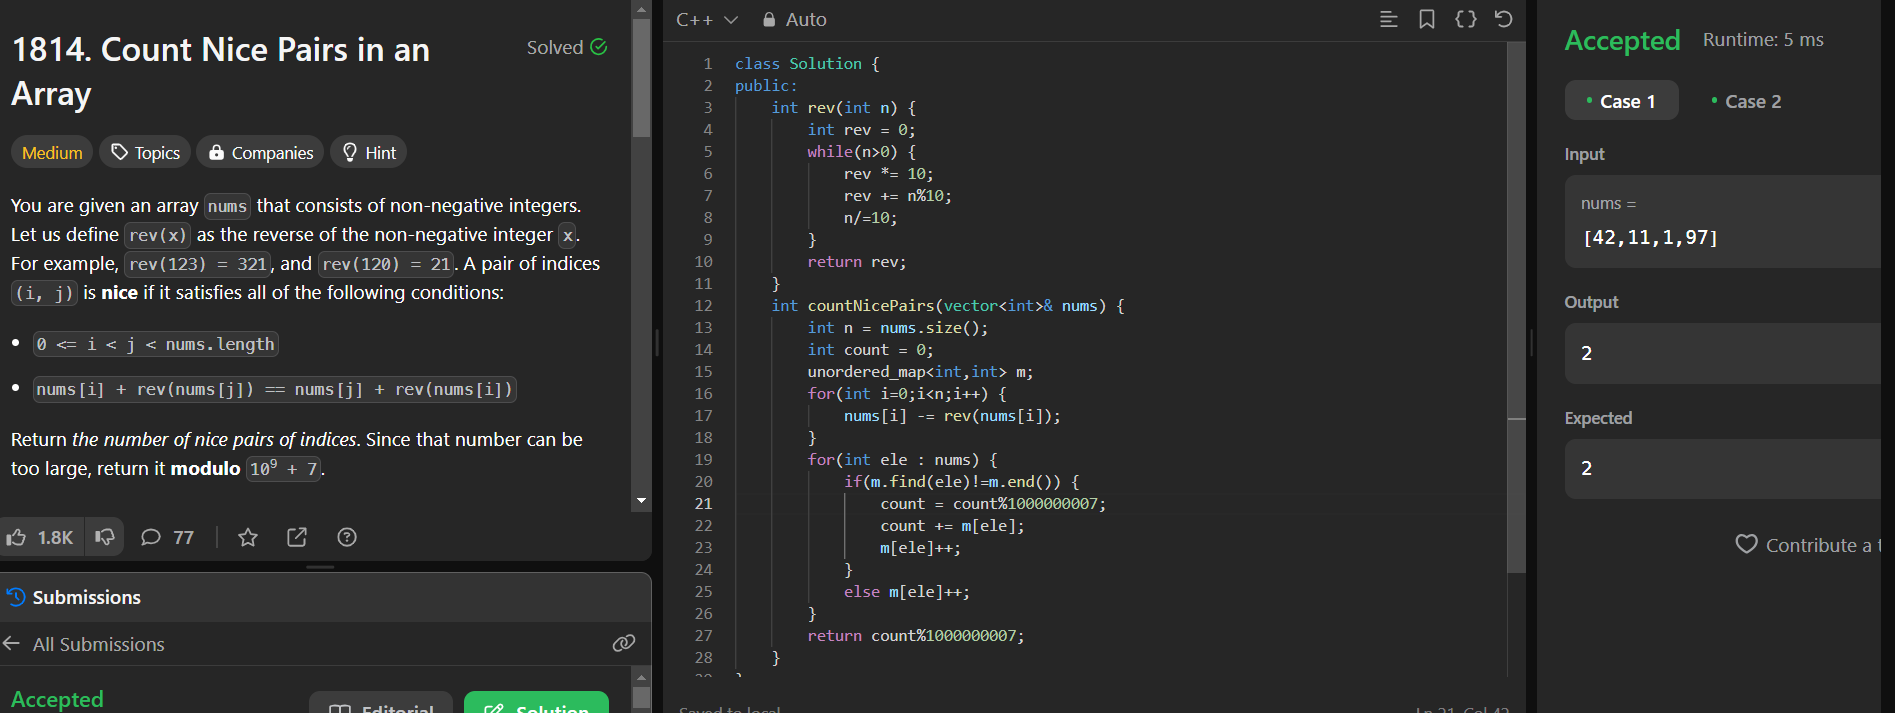 1814. Count Nice Pairs in an
Array
Solved
Medium
Topics
Companies
Hint
You are given an array nums that consists of non-negative integers.
Let us define rev(x) as the reverse of the non-negative integer x.
For example, rev(123) = 321, and rev(120) = 21. A pair of indices
(i, j) is nice if it satisfies all of the following conditions:
• 0 <= i < j < nums.length
• nums[i] + rev(nums[j]) == nums[j] + rev(nums[i])
Return the number of nice pairs of indices. Since that number can be
too large, return it modulo 10⁹ + 7.
1.8K
77
Submissions
All Submissions
Accepted
Editorial
Solution
C++
Auto
1 class Solution {
2 public:
3     int rev(int n) {
4         int rev = 0;
5         while(n>0) {
6             rev *= 10;
7             rev += n%10;
8             n/=10;
9         }
10         return rev;
11     }
12     int countNicePairs(vector<int>& nums) {
13         int n = nums.size();
14         int count = 0;
15         unordered_map<int,int> m;
16         for(int i=0;i<n;i++) {
17             nums[i] -= rev(nums[i]);
18         }
19         for(int ele : nums) {
20             if(m.find(ele)!=m.end()) {
21                 count = count%1000000007;
22                 count += m[ele];
23                 m[ele]++;
24             }
25             else m[ele]++;
26         }
27         return count%1000000007;
28     }
Saved to local
Ln 21, Col 42
Accepted
Runtime: 5 ms
• Case 1
• Case 2
Input
nums =
[42,11,1,97]
Output
2
Expected
2
Contribute a